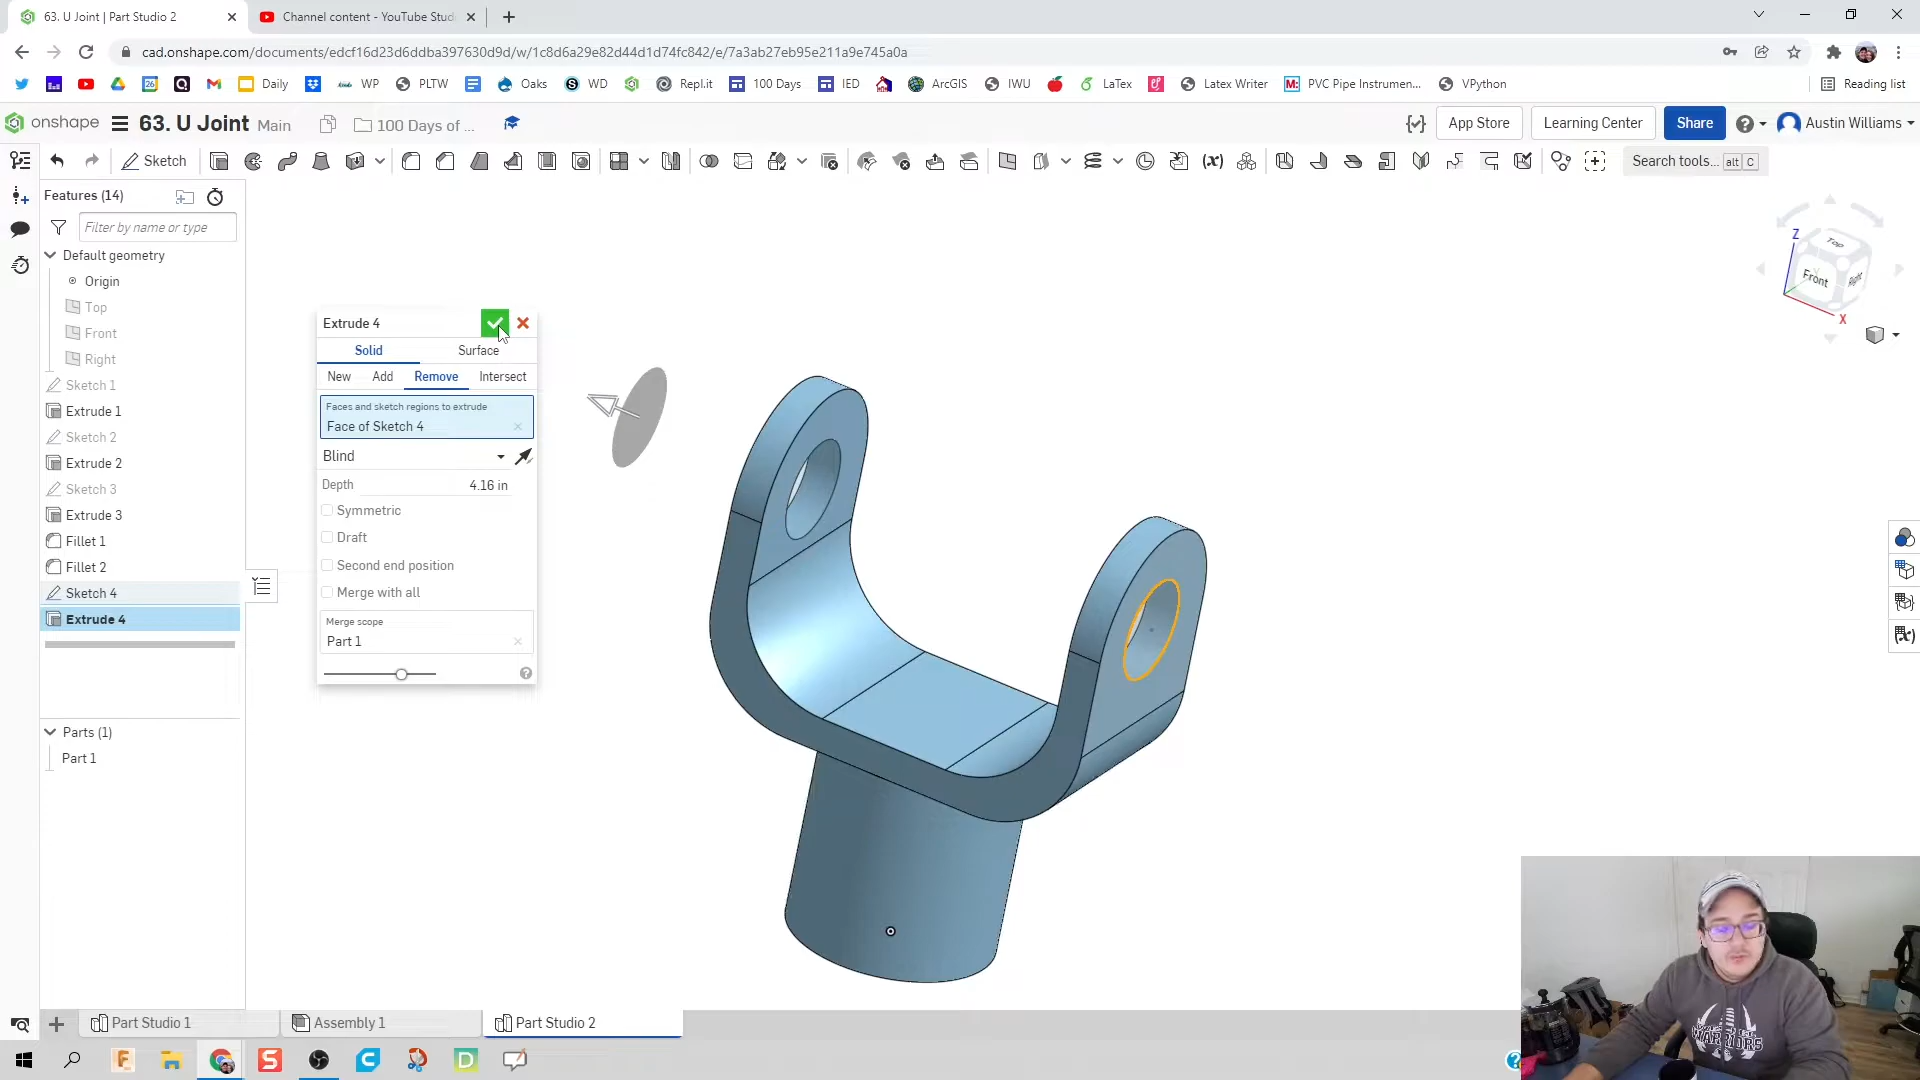 63. U Joint | Part Studio 2
Channel content - YouTube Stud
cad.onshape.com/documents/edcf16d23d6ddba397630d9d/w/1c8d6a29e82d44d1d74fc842/e/7a3ab27eb95e211a9e745a0a
Daily
WP
PLTW
Oaks
WD
Repl.it
100 Days
IED
ArcGIS
IWU
LaTex
Latex Writer
PVC Pipe Instrumen...
VPython
Reading list
onshape
63. U Joint Main
100 Days of ...
App Store
Learning Center
Share
Austin Williams
Sketch
Search tools... alt C
Features (14)
Filter by name or type
Default geometry
Origin
Top
Front
Right
Sketch 1
Extrude 1
Sketch 2
Extrude 2
Sketch 3
Extrude 3
Fillet 1
Fillet 2
Sketch 4
Extrude 4
Parts (1)
Part 1
Extrude 4
Solid
Surface
New
Add
Remove
Intersect
Faces and sketch regions to extrude
Face of Sketch 4
Blind
Depth
4.16 in
Symmetric
Draft
Second end position
Merge with all
Merge scope
Part 1
Z
Top
Front
Right
X
Part Studio 1
Assembly 1
Part Studio 2
WARRIORS